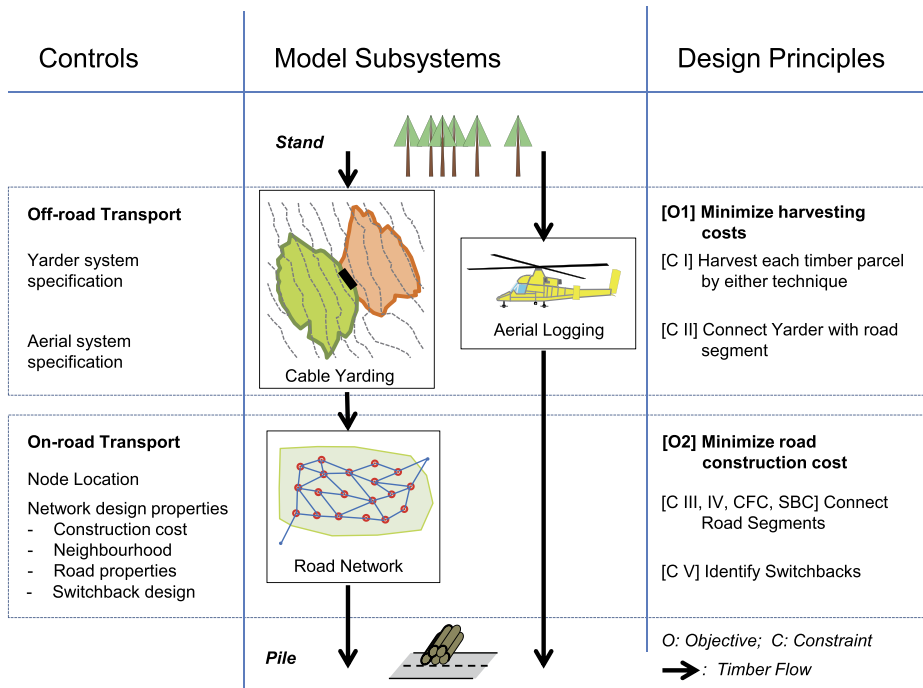 Controls
Model Subsystems
Design Principles
Stand
Off-road Transport
Yarder system
specification
Aerial system
specification
Cable Yarding
Aerial Logging
[O1] Minimize harvesting
costs
[C I] Harvest each timber parcel
by either technique
[C II] Connect Yarder with road
segment
On-road Transport
Node Location
Network design properties
- Construction cost
- Neighbourhood
- Road properties
- Switchback design
Road Network
[O2] Minimize road
construction cost
[C III, IV, CFC, SBC] Connect
Road Segments
[C V] Identify Switchbacks
Pile
O: Objective; C: Constraint
: Timber Flow